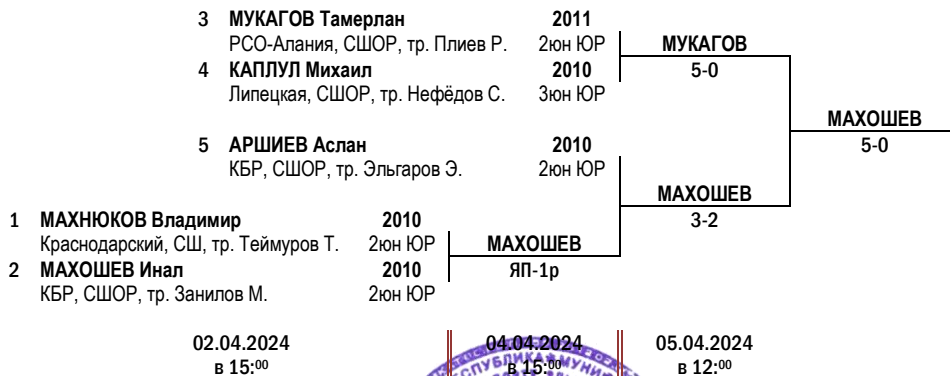 3 МУКАГОВ Тамерлан 2011
РСО-Алания, СШОР, тр. Плиев Р. 2юн ЮР МУКАГОВ
4 КАПЛУЛ Михаил 2010 5-0
Липецкая, СШОР, тр. Нефёдов С. 3юн ЮР
МАХОШЕВ
5 АРШИЕВ Аслан 2010 5-0
КБР, СШОР, тр. Эльгаров Э. 2юн ЮР
МАХОШЕВ
1 МАХНЮКОВ Владимир 2010 3-2
Краснодарский, СШ, тр. Теймуров Т. 2юн ЮР МАХОШЕВ
2 МАХОШЕВ Инал 2010 ЯП-1р
КБР, СШОР, тр. Занилов М. 2юн ЮР
02.04.2024 04.04.2024 05.04.2024
в 15:00 в 15:00 в 12:00